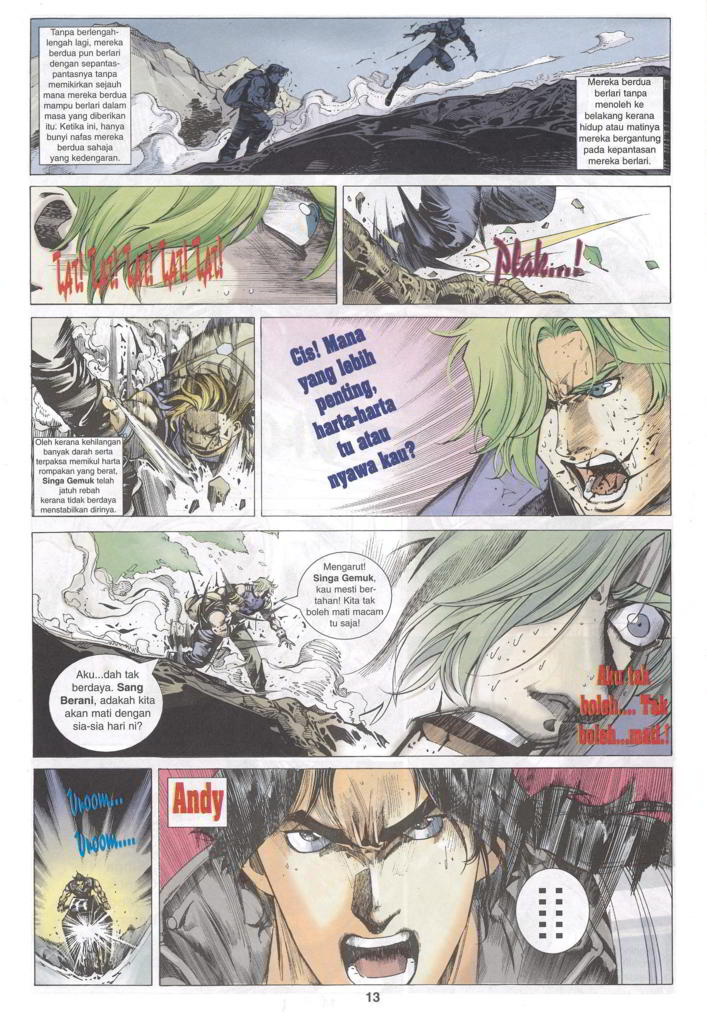 Tanpa berlengah-
lengah lagi, mereka
berdua pun berlari
dengan sepantas-
pantasnya tanpa
memikirkan sejauh
mana mereka berdua
mampu berlari dalam
masa yang diberikan
itu. Ketika ini, hanya
bunyi nafas mereka
berdua sahaja
yang kedengaran.
Mereka berdua
berlari tanpa
menoleh ke
belakang kerana
hidup atau matinya
mereka bergantung
pada kepantasan
mereka berlari.
Zat! Zat! Zat! Zat! Zat!
Plak...!
Oleh kerana kehilangan
banyak darah serta
terpaksa memikul harta
rompakan yang berat,
Singa Gemuk telah
jatuh rebah
kerana tidak berdaya
menstabilkan dirinya.
Cis! Mana
yang lebih
penting,
harta-harta
tu atau
nyawa kau?
Mengarut!
Singa Gemuk,
kau mesti ber-
tahan! Kita tak
boleh mati macam
tu saja!
Aku...dah tak
berdaya. Sang
Berani, adakah kita
akan mati dengan
sia-sia hari ni?
Aku tak
boleh.... Tak
boleh...mati.!
Vroom...
Vroom....
Andy
13